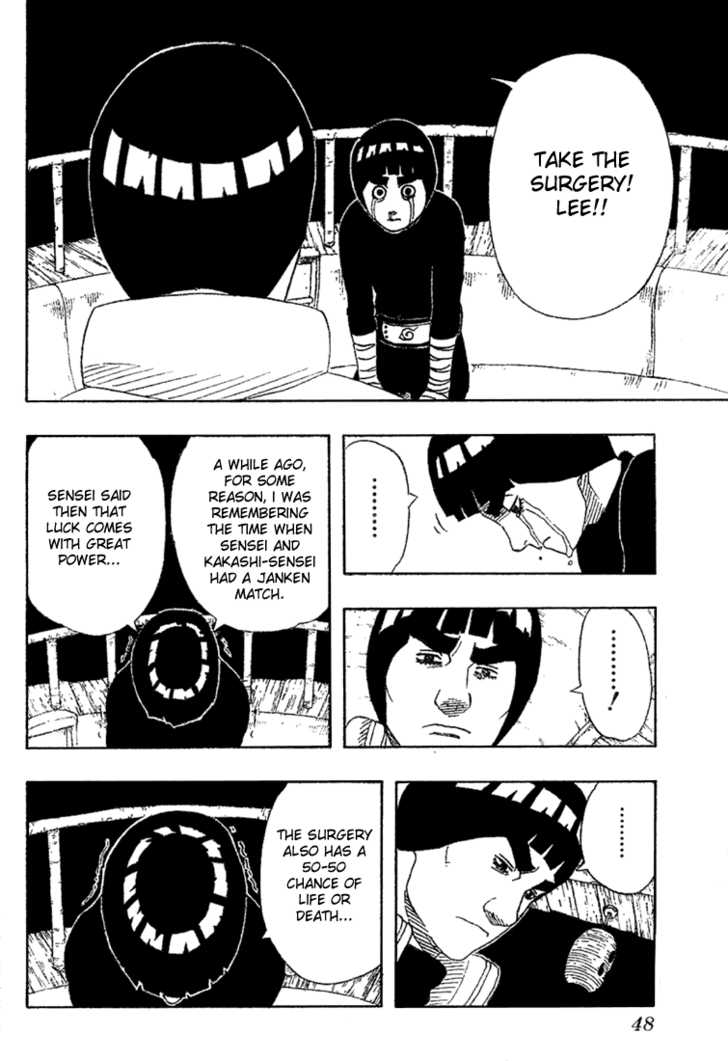 TAKE THE
SURGERY!
LEE!!
.........
A WHILE AGO,
FOR SOME
REASON, I WAS
REMEMBERING
THE TIME WHEN
SENSEI AND
KAKASHI-SENSEI
HAD A JANKEN
MATCH.
SENSEI SAID
THEN THAT
LUCK COMES
WITH GREAT
POWER...
.........!
.........
THE SURGERY
ALSO HAS A
50-50
CHANCE OF
LIFE OR
DEATH...
48